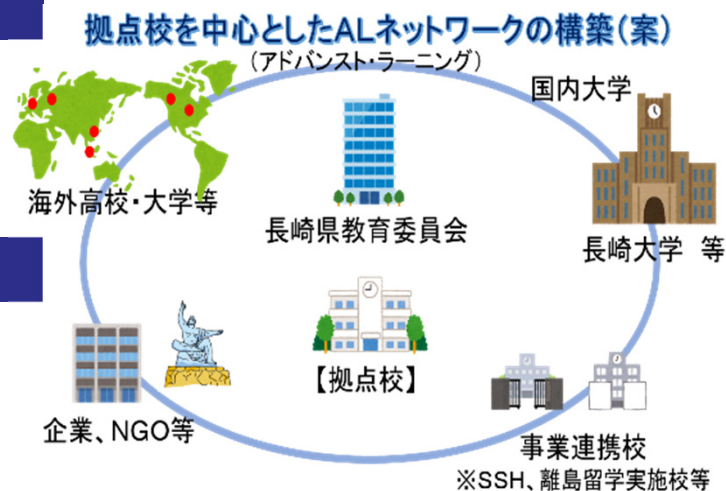 拠点校を中心としたALネットワークの構築(案)
(アドバンスト・ラーニング)
国内大学
海外高校・大学等
長崎県教育委員会
長崎大学 等
【拠点校】
企業、NGO等
事業連携校
※SSH、離島留学実施校等